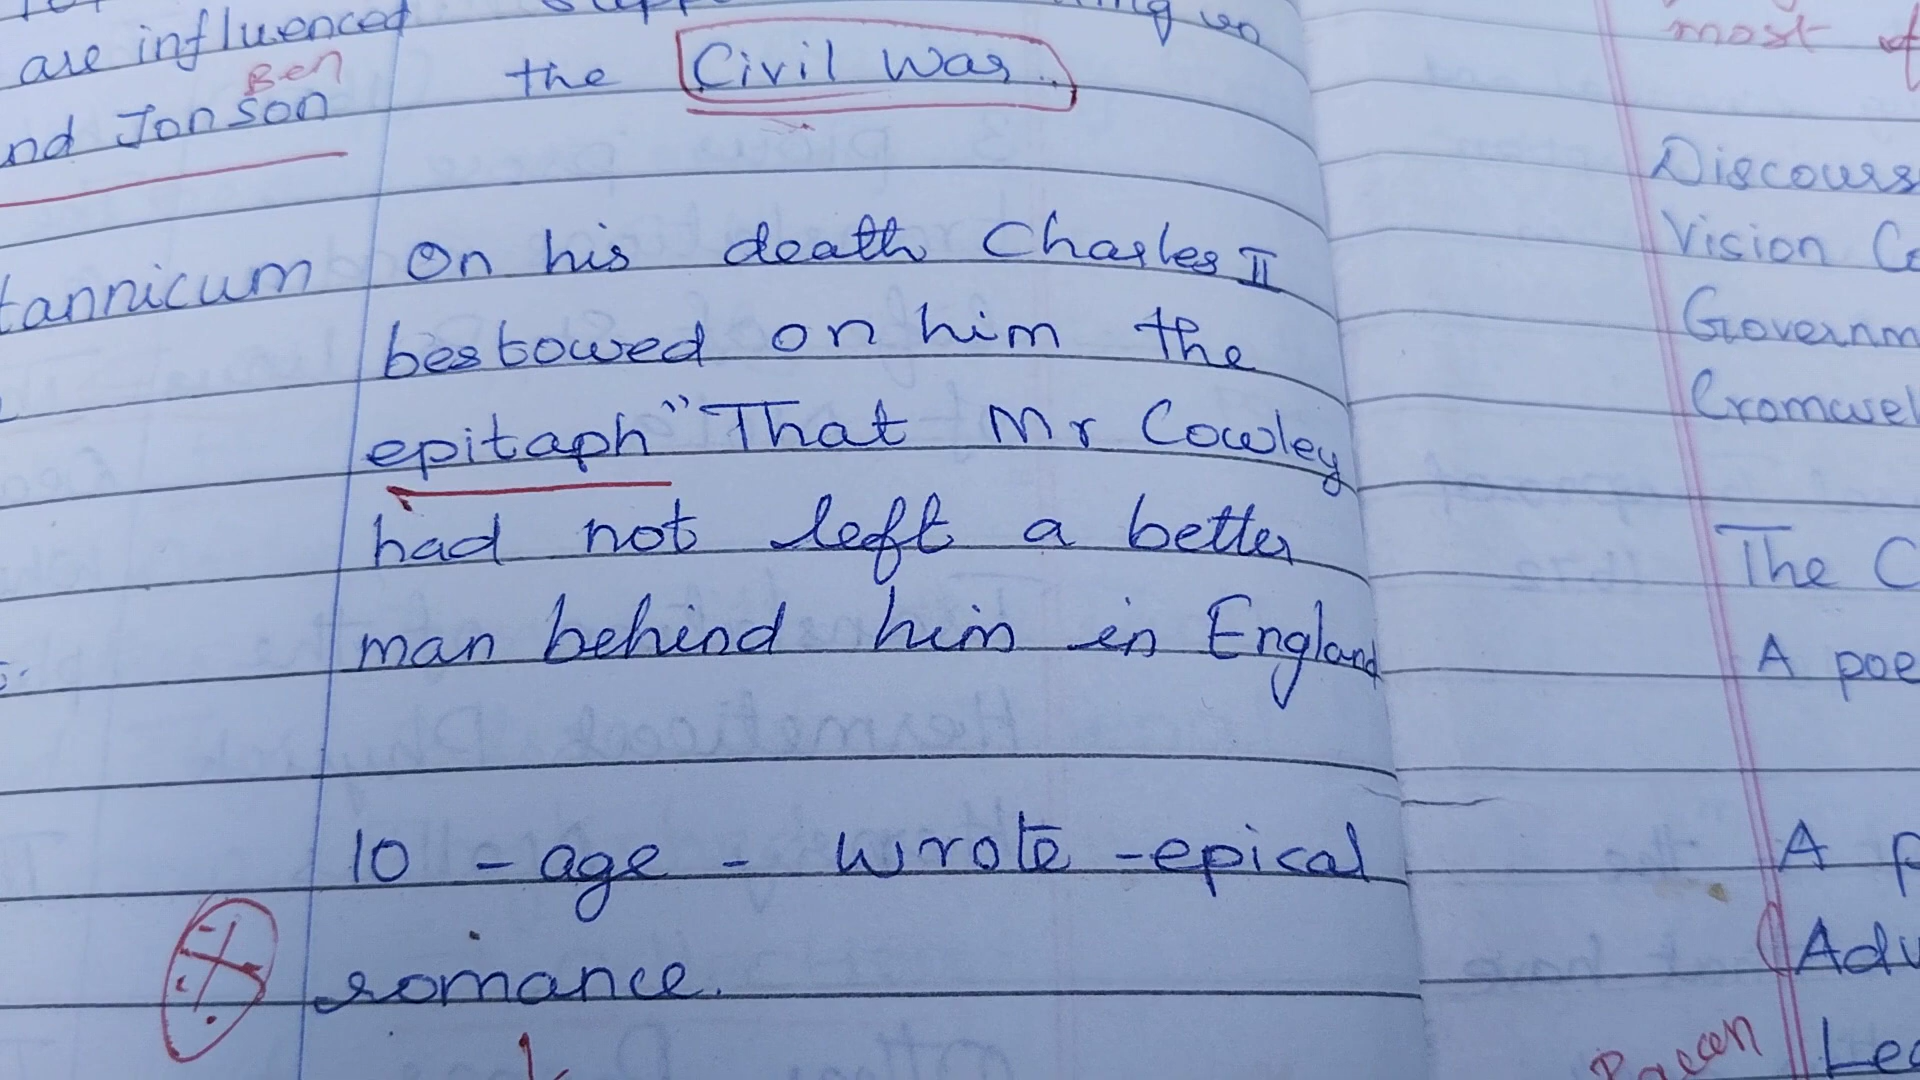 are influenced
Ben
nd Jonson
tannicum
the Civil War.
On his death Charles II
bestowed on him the
epitaph "That Mr Cowley
had not left a better
man behind him in England
10 - age - wrote - epical
romance.
most of
Discours
Vision Co
Governm
Cromwel
The C
A poe
A p
Adv
Le